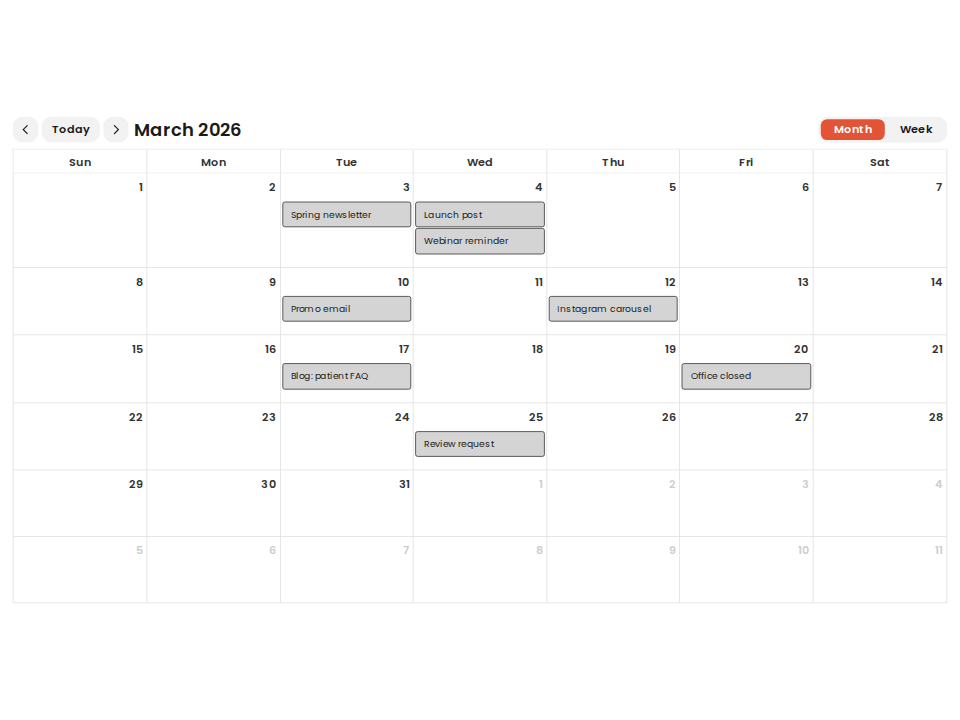 Today March 2026 Month Week
Sun Mon Tue Wed Thu Fri Sat
1 2 3 4 5 6 7
Spring newsletter Launch post
Webinar reminder
8 9 10 11 12 13 14
Promo email Instagram carousel
15 16 17 18 19 20 21
Blog: patient FAQ Office closed
22 23 24 25 26 27 28
Review request
29 30 31 1 2 3 4
5 6 7 8 9 10 11